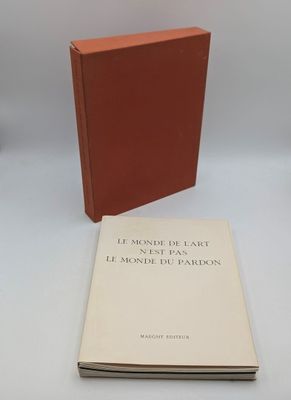 LE MONDE DE L'ART
N'EST PAS
LE MONDE DU PARDON
MAEGHT EDITEUR